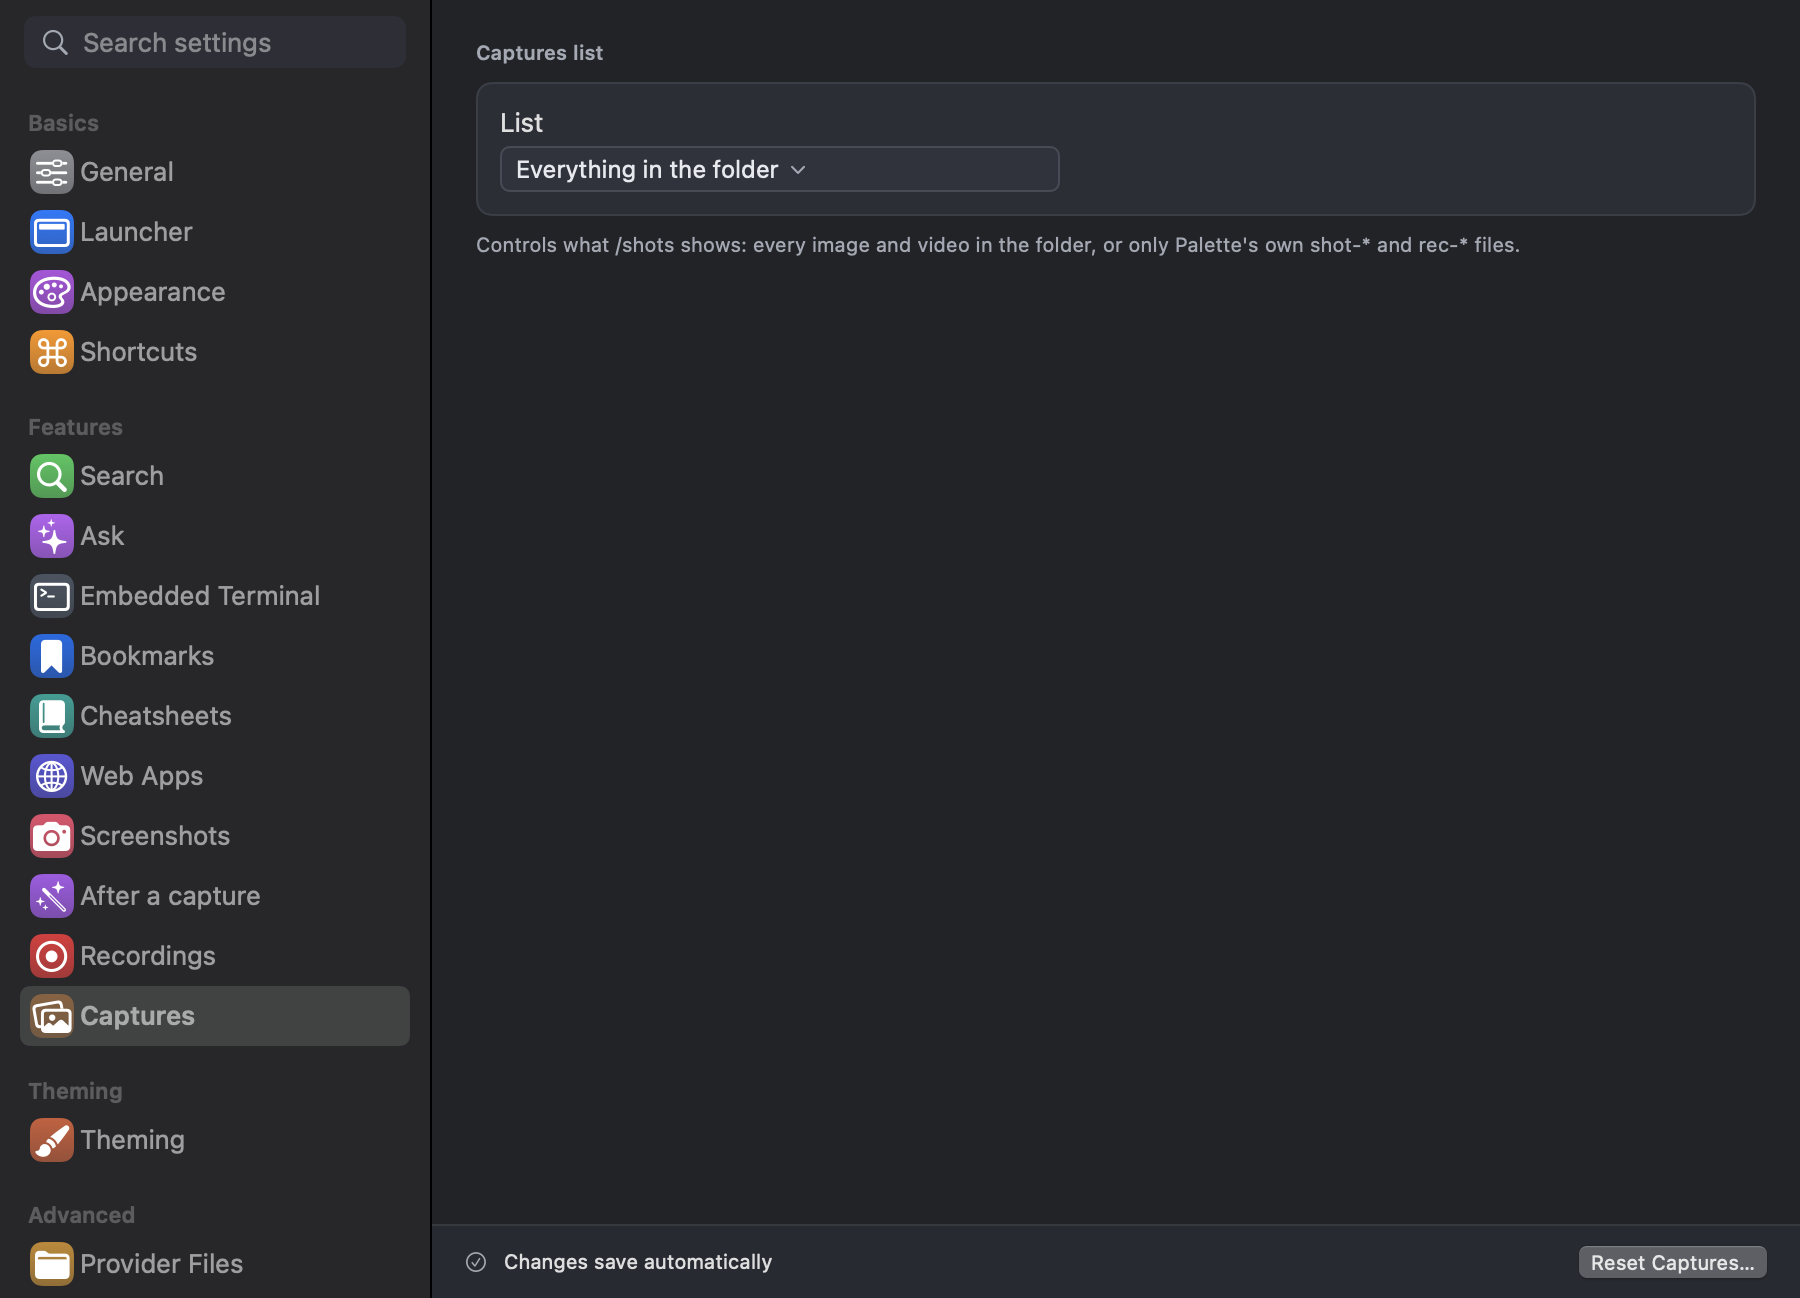 Search settings
Basics
General
Launcher
Appearance
Shortcuts
Features
Search
Ask
Embedded Terminal
Bookmarks
Cheatsheets
Web Apps
Screenshots
After a capture
Recordings
Captures
Theming
Theming
Advanced
Provider Files
Captures list
List
Everything in the folder
Controls what /shots shows: every image and video in the folder, or only Palette's own shot-* and rec-* files.
Changes save automatically
Reset Captures...